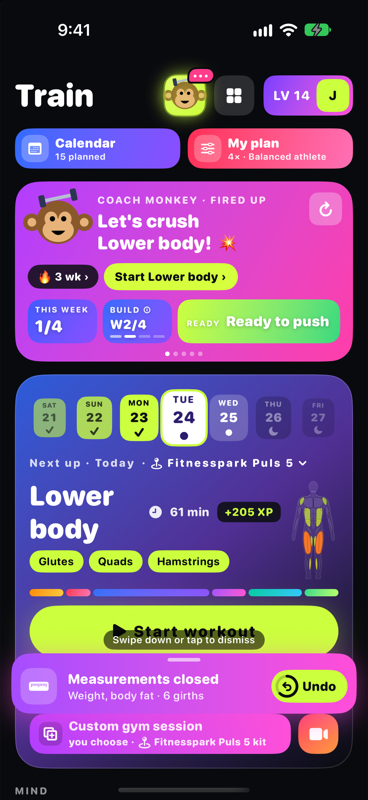 9:41
Train
LV 14 J
Calendar
15 planned
My plan
4× · Balanced athlete
COACH MONKEY · FIRED UP
Let's crush
Lower body! 💥
🔥 3 wk ›
Start Lower body ›
THIS WEEK
1/4
BUILD
W2/4
READY Ready to push
SAT
21
SUN
22
MON
23
TUE
24
WED
25
THU
26
FRI
27
Next up · Today · Fitnesspark Puls 5
Lower
body
61 min
+205 XP
Glutes
Quads
Hamstrings
Start workout
Swipe down or tap to dismiss
Measurements closed
Weight, body fat · 6 girths
Undo
Custom gym session
you choose · Fitnesspark Puls 5 kit
MIND